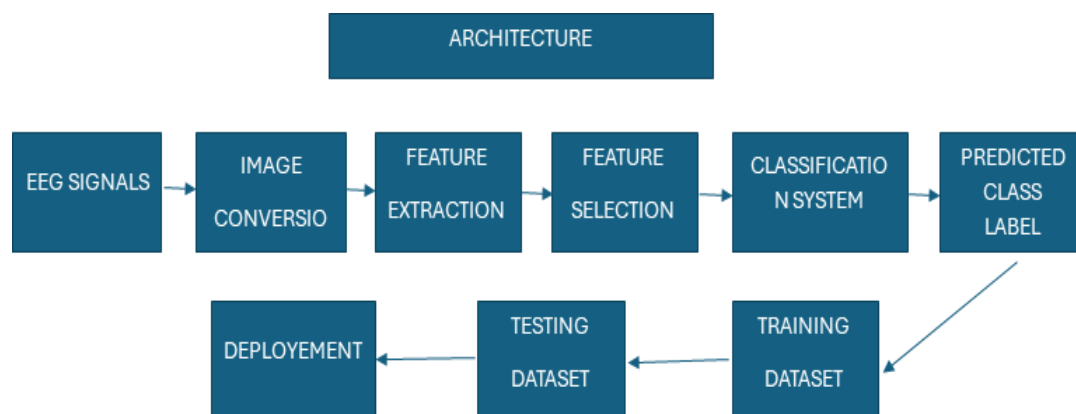 ARCHITECTURE
EEG SIGNALS
IMAGE
CONVERSIO
FEATURE
EXTRACTION
FEATURE
SELECTION
CLASSIFICATIO
N SYSTEM
PREDICTED
CLASS
LABEL
DEPLOYEMENT
TESTING
DATASET
TRAINING
DATASET